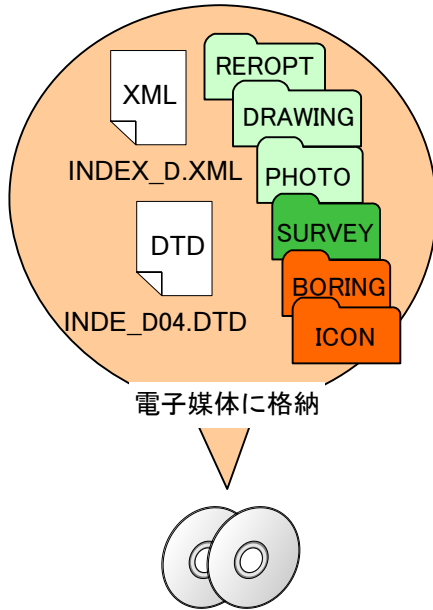 XML
INDEX_D.XML
DTD
INDE_D04.DTD
REROPT
DRAWING
PHOTO
SURVEY
BORING
ICON
電子媒体に格納